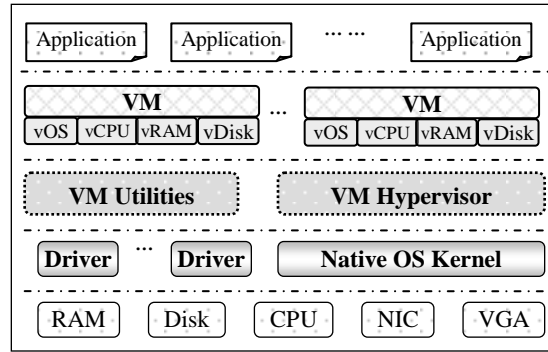 Application Application ... ... Application
VM ... VM
vOS vCPU vRAM vDisk vOS vCPU vRAM vDisk
VM Utilities VM Hypervisor
Driver ... Driver Native OS Kernel
RAM Disk CPU NIC VGA